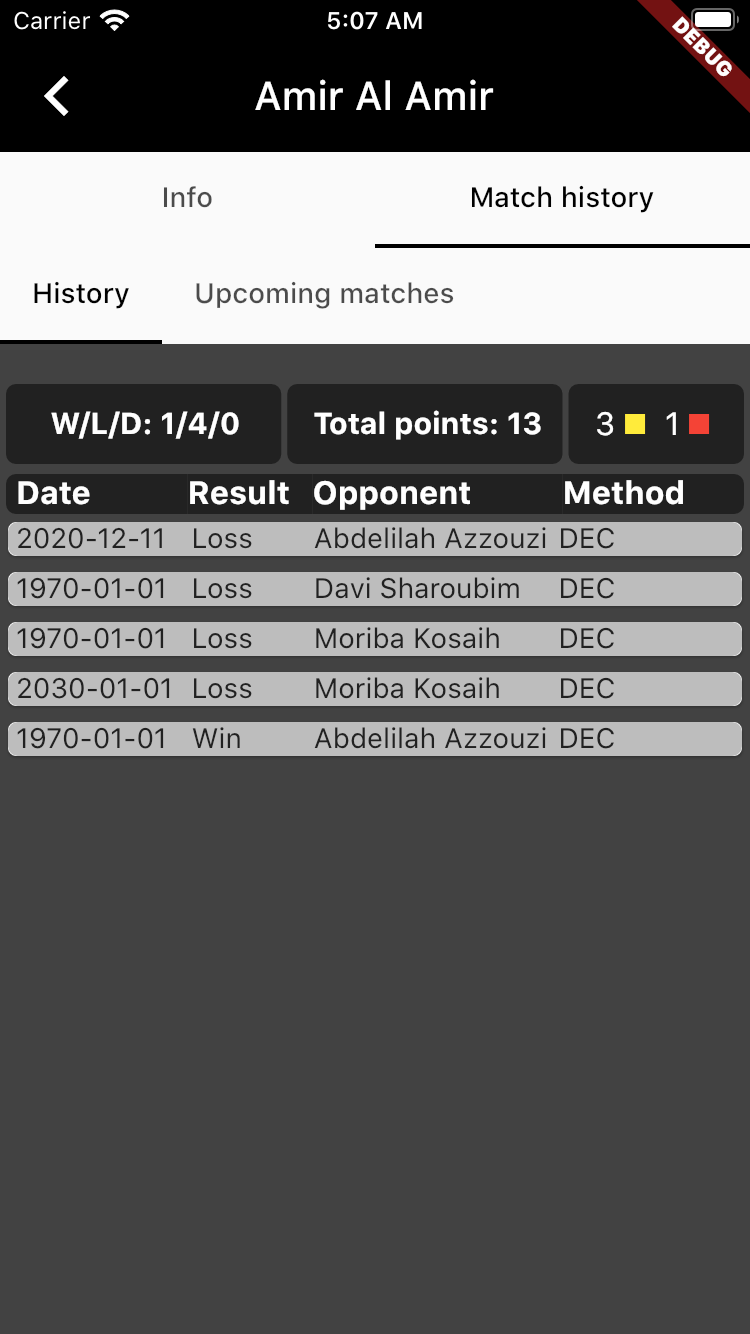 Carrier 5:07 AM
DEBUG
Amir Al Amir
Info Match history
History Upcoming matches
W/L/D: 1/4/0 Total points: 13 3 1
Date Result Opponent Method
2020-12-11 Loss Abdelilah Azzouzi DEC
1970-01-01 Loss Davi Sharoubim DEC
1970-01-01 Loss Moriba Kosaih DEC
2030-01-01 Loss Moriba Kosaih DEC
1970-01-01 Win Abdelilah Azzouzi DEC